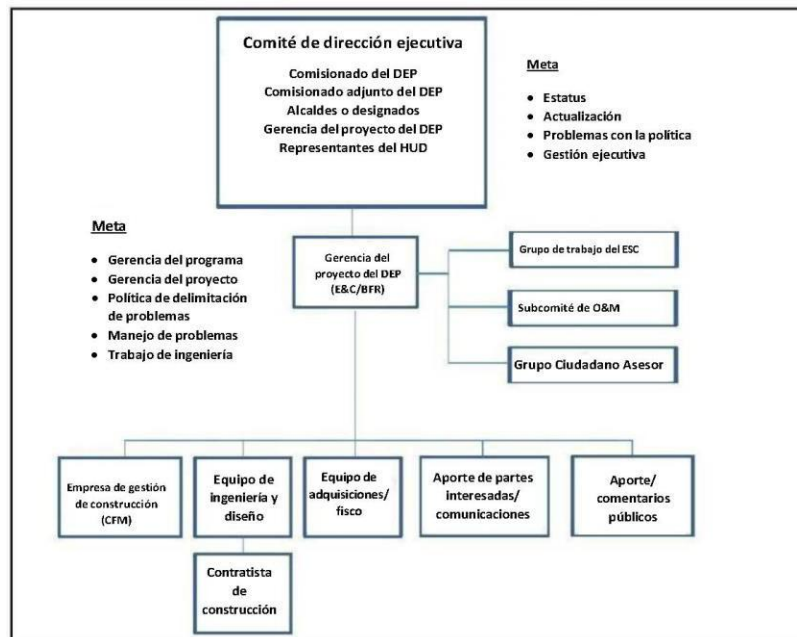 Comité de dirección ejecutiva
Comisionado del DEP
Comisionado adjunto del DEP
Alcaldes o designados
Gerencia del proyecto del DEP
Representantes del HUD
Meta
• Estatus
• Actualización
• Problemas con la política
• Gestión ejecutiva
Meta
• Gerencia del programa
• Gerencia del proyecto
• Política de delimitación
de problemas
• Manejo de problemas
• Trabajo de ingeniería
Gerencia del
proyecto del DEP
(E&C/BFR)
Grupo de trabajo del ESC
Subcomité de O&M
Grupo Ciudadano Asesor
Empresa de gestión
de construcción
(CFM)
Equipo de
ingeniería y
diseño
Equipo de
adquisiciones/
fisco
Aporte de partes
interesadas/
comunicaciones
Aporte/
comentarios
públicos
Contratista
de
construcción